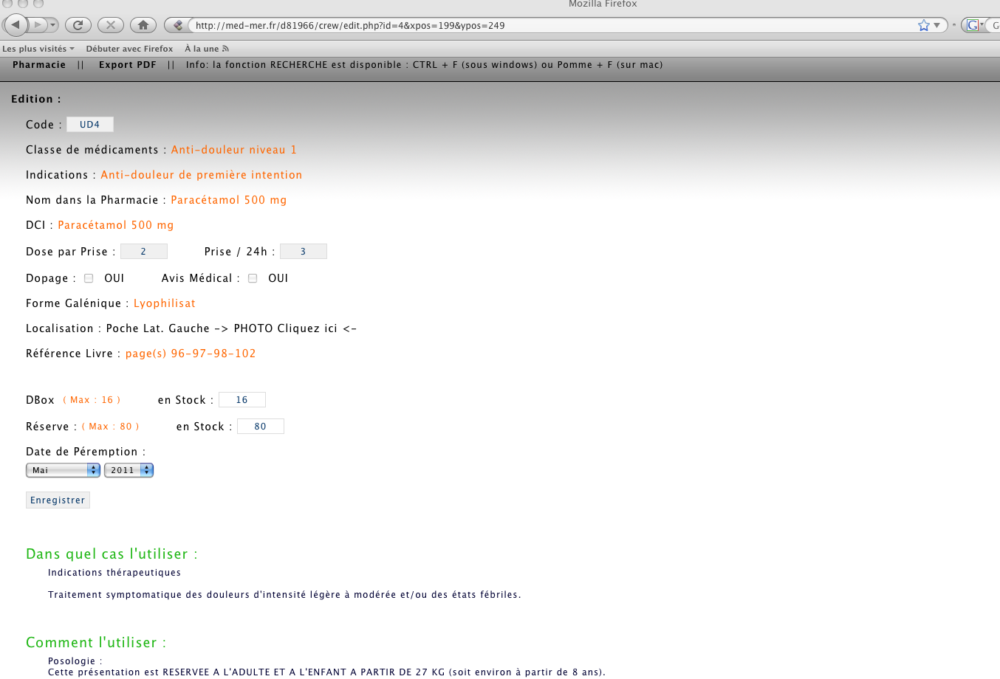 Mozilla Firefox
http://med-mer.fr/d81966/crew/edit.php?id=4&xpos=199&ypos=249
G
Les plus visités Débuter avec Firefox À la une
Pharmacie || Export PDF || Info: la fonction RECHERCHE est disponible : CTRL + F (sous windows) ou Pomme + F (sur mac)
Edition :
Code : UD4
Classe de médicaments : Anti-douleur niveau 1
Indications : Anti-douleur de première intention
Nom dans la Pharmacie : Paracétamol 500 mg
DCI : Paracétamol 500 mg
Dose par Prise : 2 Prise / 24h : 3
Dopage : OUI Avis Médical : OUI
Forme Galénique : Lyophilisat
Localisation : Poche Lat. Gauche -> PHOTO Cliquez ici <-
Référence Livre : page(s) 96-97-98-102
DBox ( Max : 16 ) en Stock : 16
Réserve : ( Max : 80 ) en Stock : 80
Date de Péremption :
Mai 2011
Enregistrer
Dans quel cas l'utiliser :
Indications thérapeutiques
Traitement symptomatique des douleurs d'intensité légère à modérée et/ou des états fébriles.
Comment l'utiliser :
Posologie :
Cette présentation est RESERVEE A L'ADULTE ET A L'ENFANT A PARTIR DE 27 KG (soit environ à partir de 8 ans).